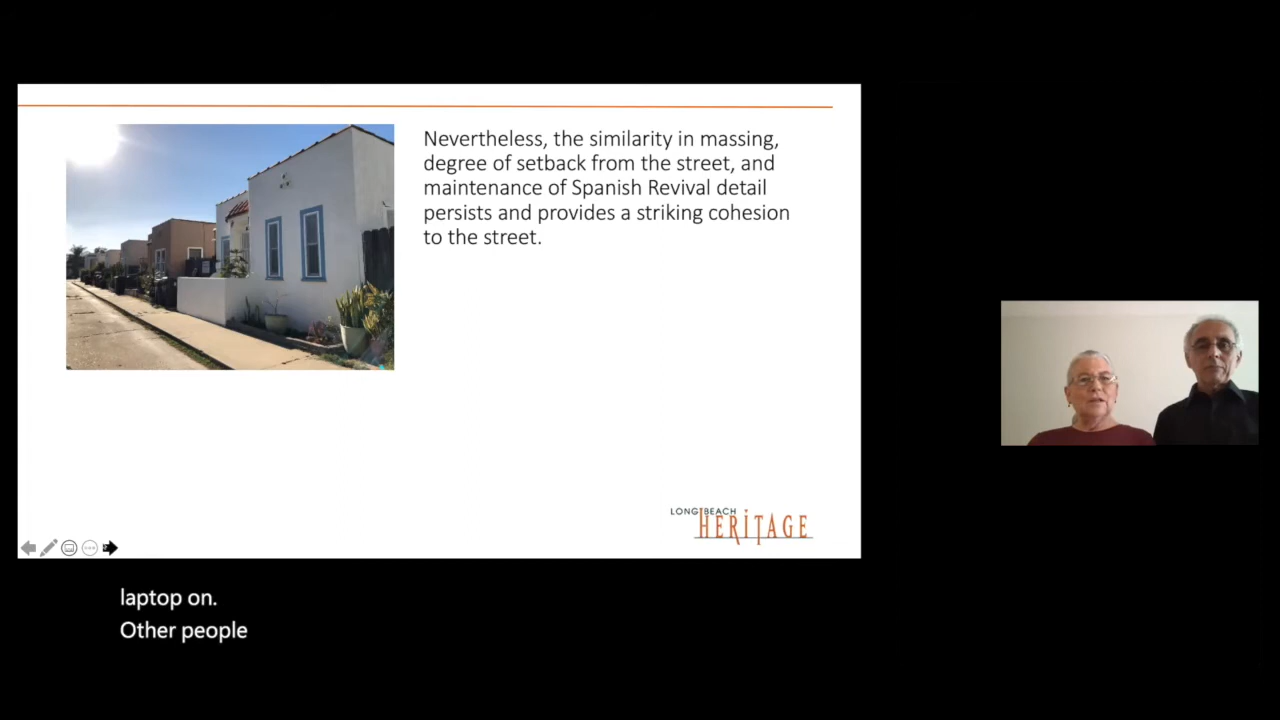 Nevertheless, the similarity in massing,
degree of setback from the street, and
maintenance of Spanish Revival detail
persists and provides a striking cohesion
to the street.
LONG BEACH
HERITAGE
laptop on.
Other people